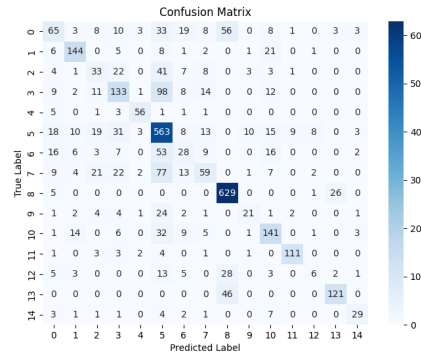 Confusion Matrix
0 65 3 8 10 3 33 19 8 56 0 8 1 0 3 3
1 6 144 0 5 0 8 1 2 0 1 21 0 1 0 0
2 4 1 33 22 0 41 7 8 0 3 3 1 0 0 0
3 9 2 11 133 1 98 8 14 0 0 12 0 0 0 0
4 5 0 1 3 56 1 1 1 0 0 0 0 0 0 0
5 18 10 19 31 3 563 8 13 0 10 15 9 8 0 3
6 16 6 3 7 0 53 28 9 0 0 16 0 0 0 2
7 9 4 21 22 2 77 13 59 0 1 7 0 2 0 0
8 5 0 0 0 0 0 0 0 629 0 0 0 1 26 0
9 1 2 4 4 1 24 2 1 0 21 1 2 0 0 1
10 1 14 0 6 0 32 9 5 0 1 141 0 1 0 3
11 1 0 3 3 2 4 0 1 0 0 1 111 0 0 0
12 5 3 0 0 0 13 5 0 28 0 3 0 6 2 1
13 0 0 0 0 0 0 0 0 46 0 0 0 0 121 0
14 3 1 1 1 0 4 2 1 0 0 7 0 0 0 29
0 1 2 3 4 5 6 7 8 9 10 11 12 13 14
True Label
Predicted Label
60
50
40
30
20
10
0